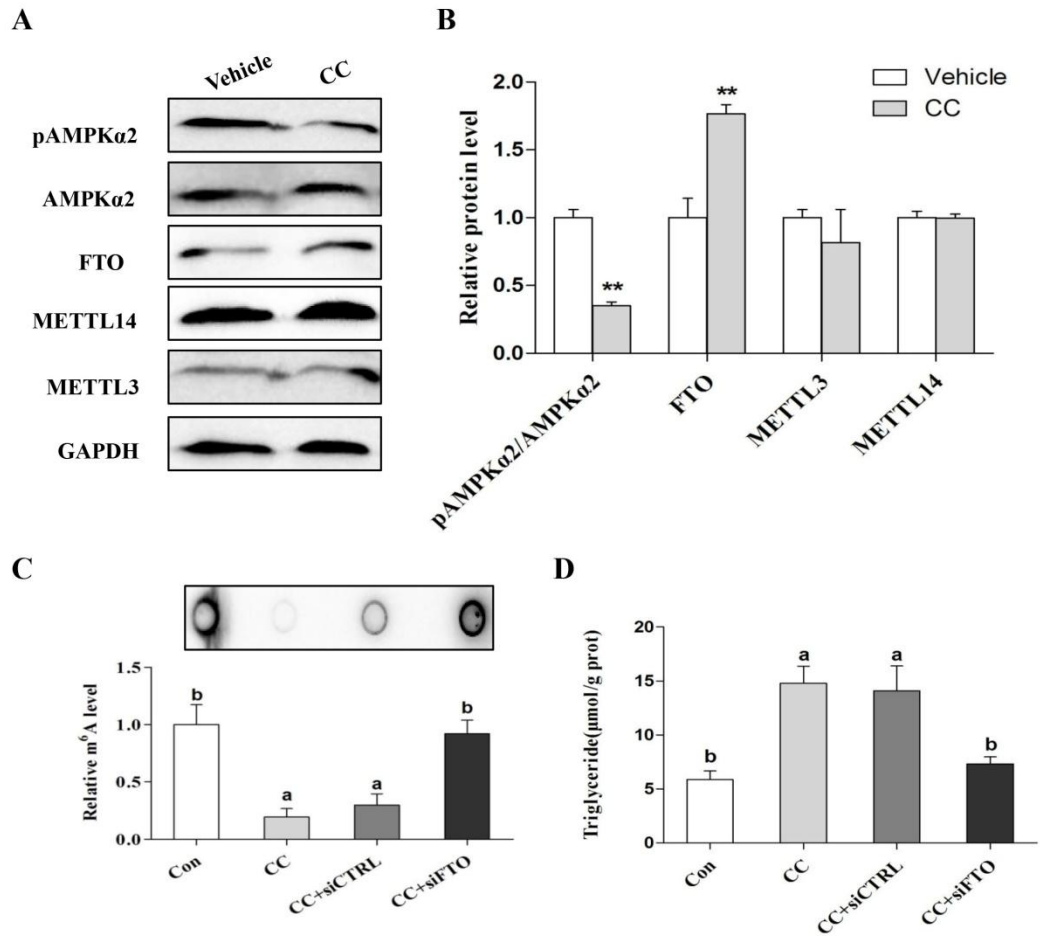 A
Vehicle CC
pAMPKα2
AMPKα2
FTO
METTL14
METTL3
GAPDH
B
Vehicle
CC
Relative protein level
2.0
1.5
1.0
0.5
0.0
**
**
pAMPKα2/AMPKα2
FTO
METTL3
METTL14
C
Relative m⁶A level
1.5
1.0
0.5
0.0
b
a
a
b
Con
CC
CC+siCTRL
CC+siFTO
D
Triglyceride(μmol/g prot)
20
15
10
5
0
b
a
a
b
Con
CC
CC+siCTRL
CC+siFTO